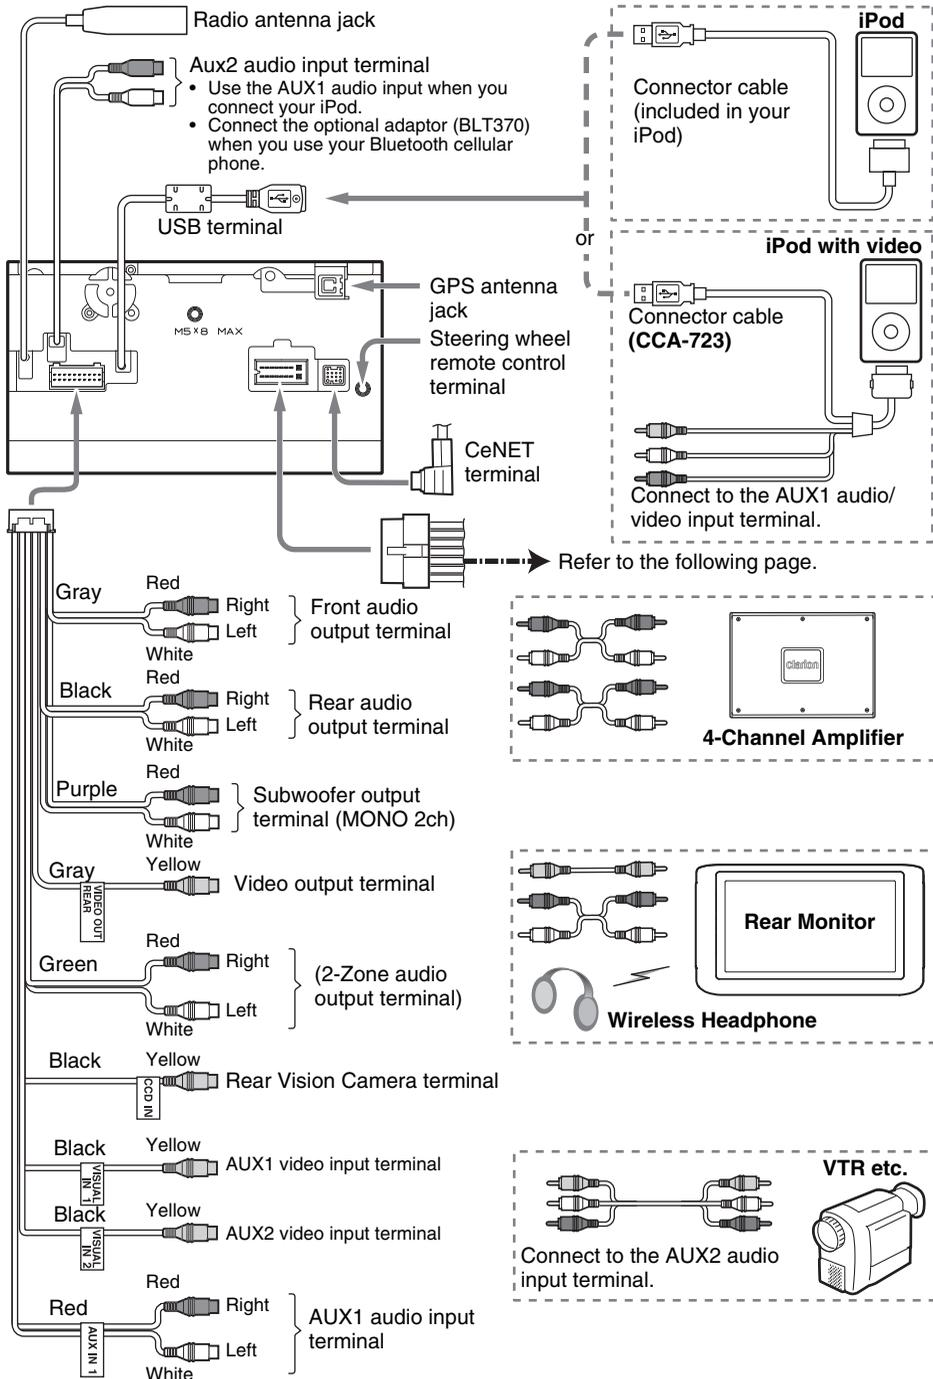 Radio antenna jack
Aux2 audio input terminal
• Use the AUX1 audio input when you
connect your iPod.
• Connect the optional adaptor (BLT370)
when you use your Bluetooth cellular
phone.
USB terminal
iPod
Connector cable
(included in your
iPod)
or
iPod with video
Connector cable
(CCA-723)
Connect to the AUX1 audio/
video input terminal.
M5×8 MAX
GPS antenna
jack
Steering wheel
remote control
terminal
CeNET
terminal
Refer to the following page.
Gray
Red
Right
Left
White
Front audio
output terminal
Black
Red
Right
Left
White
Rear audio
output terminal
clarion
4-Channel Amplifier
Purple
Red
White
Subwoofer output
terminal (MONO 2ch)
Gray
VIDEO OUT
REAR
Yellow
Video output terminal
Green
Red
Right
Left
White
(2-Zone audio
output terminal)
Rear Monitor
Wireless Headphone
Black
Yellow
CCD IN
Rear Vision Camera terminal
Black
VISUAL
IN 1
Yellow
AUX1 video input terminal
Black
VISUAL
IN 2
Yellow
AUX2 video input terminal
VTR etc.
Connect to the AUX2 audio
input terminal.
Red
AUX IN 1
Red
Right
Left
White
AUX1 audio input
terminal